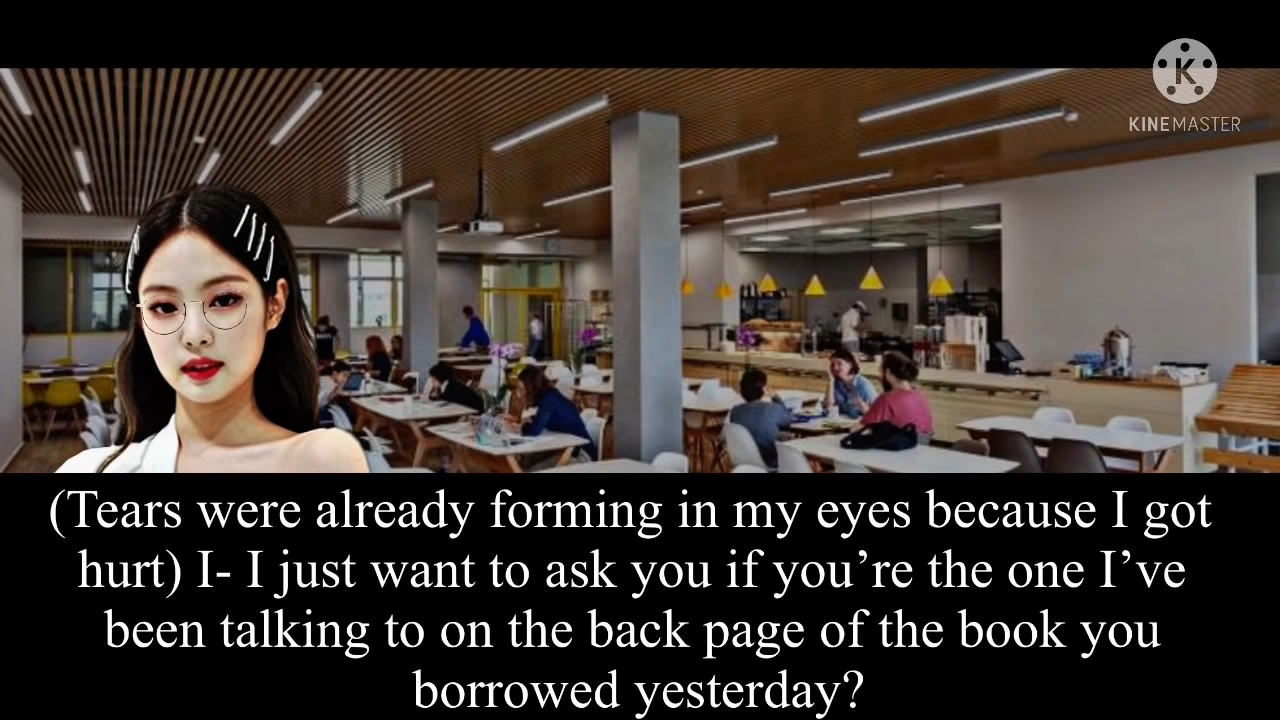 KINEMASTER
(Tears were already forming in my eyes because I got
hurt) I- I just want to ask you if you’re the one I’ve
been talking to on the back page of the book you
borrowed yesterday?